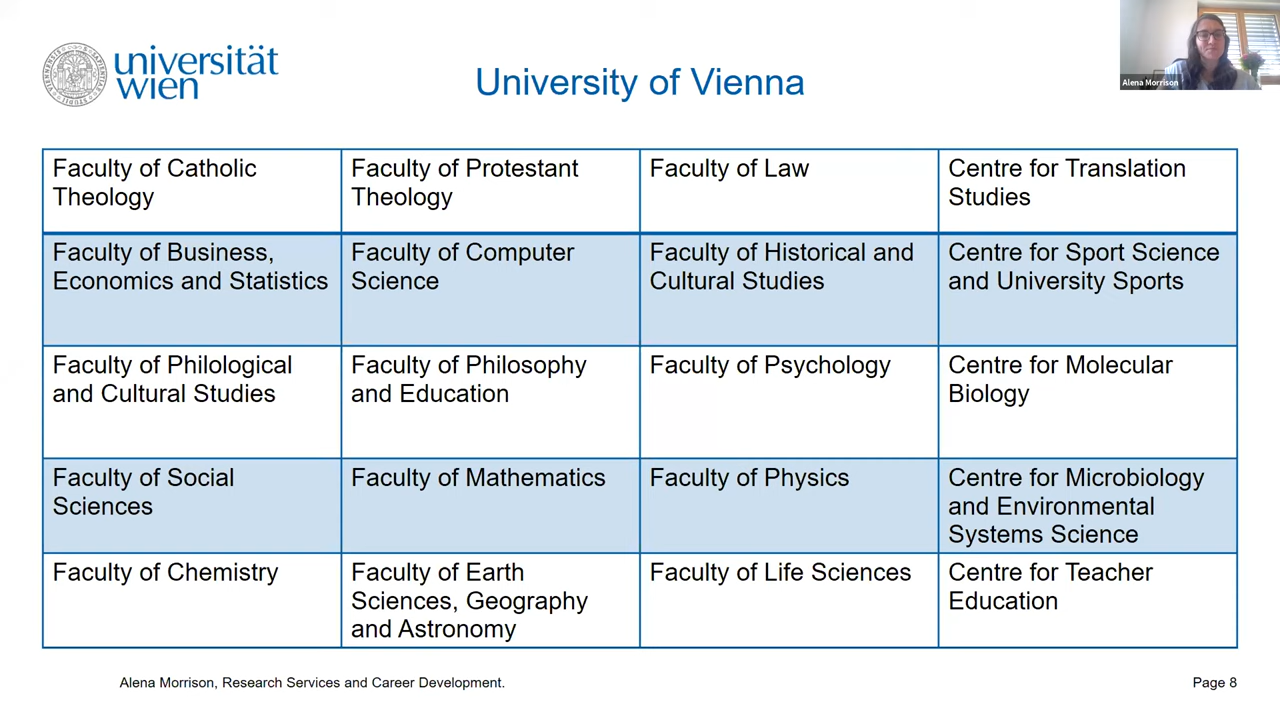 universität
wien
University of Vienna
Alena Morrison
Faculty of Catholic
Theology
Faculty of Protestant
Theology
Faculty of Law
Centre for Translation
Studies
Faculty of Business,
Economics and Statistics
Faculty of Computer
Science
Faculty of Historical and
Cultural Studies
Centre for Sport Science
and University Sports
Faculty of Philological
and Cultural Studies
Faculty of Philosophy
and Education
Faculty of Psychology
Centre for Molecular
Biology
Faculty of Social
Sciences
Faculty of Mathematics
Faculty of Physics
Centre for Microbiology
and Environmental
Systems Science
Faculty of Chemistry
Faculty of Earth
Sciences, Geography
and Astronomy
Faculty of Life Sciences
Centre for Teacher
Education
Alena Morrison, Research Services and Career Development.
Page 8